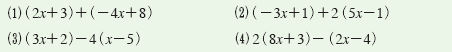 (1) (2x+3)+(−4x+8) (2) (−3x+1)+2(5x−1)
(3) (3x+2)−4(x−5) (4) 2(8x+3)−(2x−4)